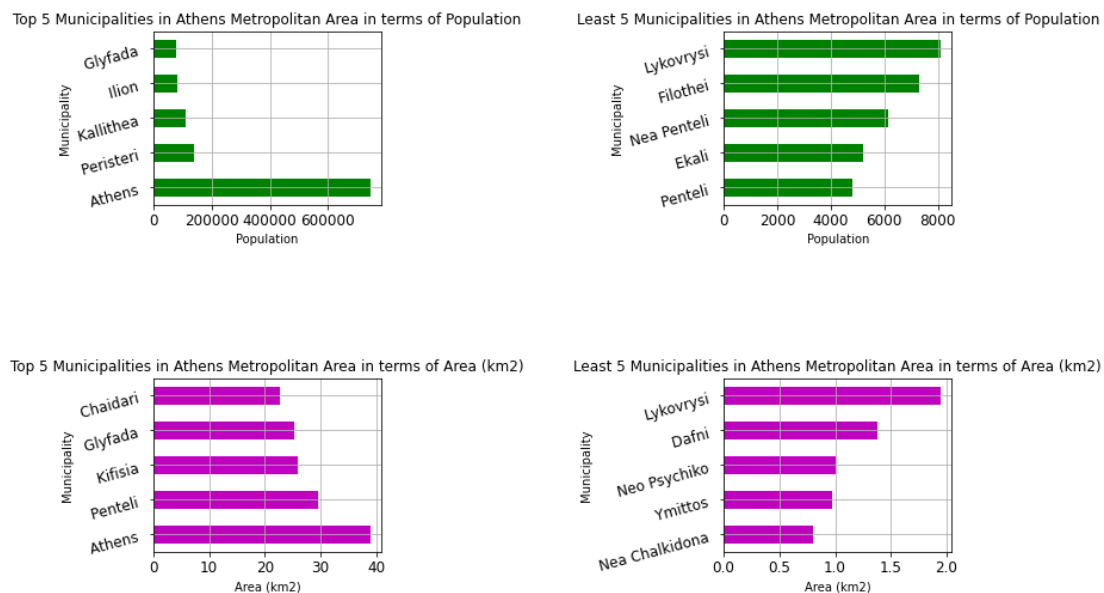 Top 5 Municipalities in Athens Metropolitan Area in terms of Population
Municipality
Glyfada
Ilion
Kallithea
Peristeri
Athens
0 200000 400000 600000
Population
Least 5 Municipalities in Athens Metropolitan Area in terms of Population
Municipality
Lykovrysi
Filothei
Nea Penteli
Ekali
Penteli
0 2000 4000 6000 8000
Population
Top 5 Municipalities in Athens Metropolitan Area in terms of Area (km2)
Municipality
Chaidari
Glyfada
Kifisia
Penteli
Athens
0 10 20 30 40
Area (km2)
Least 5 Municipalities in Athens Metropolitan Area in terms of Area (km2)
Municipality
Lykovrysi
Dafni
Neo Psychiko
Ymittos
Nea Chalkidona
0.0 0.5 1.0 1.5 2.0
Area (km2)